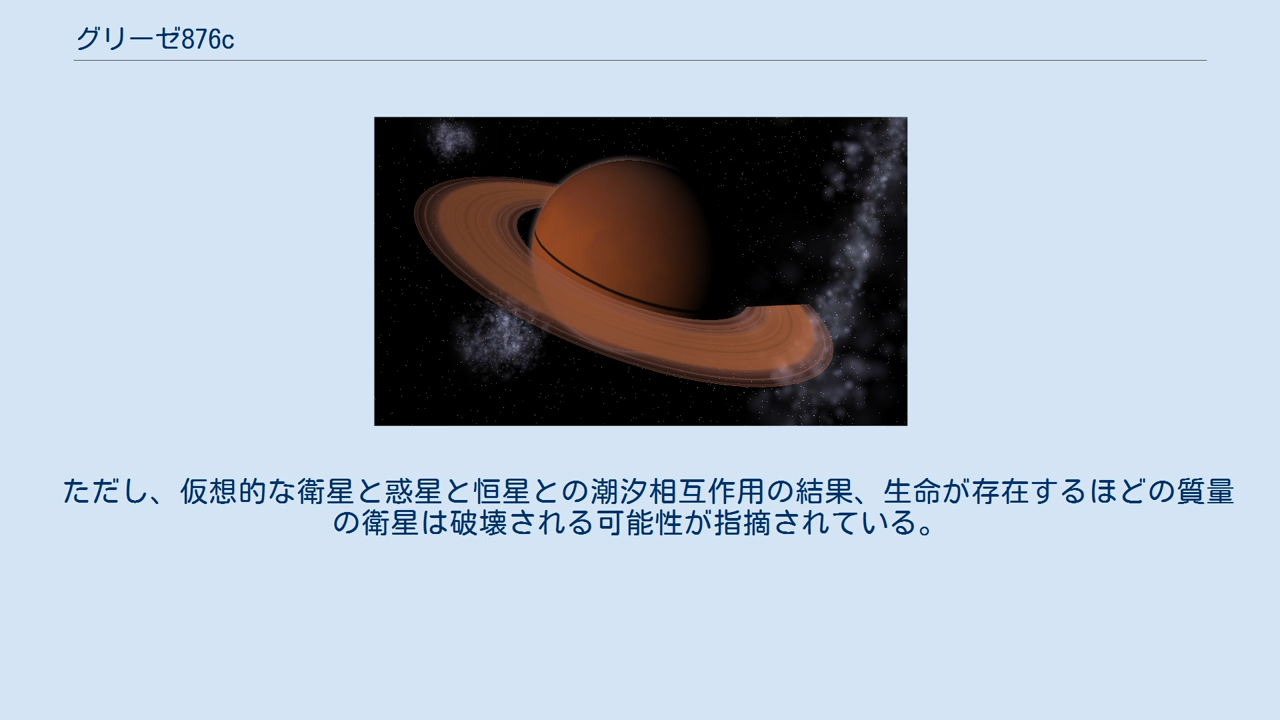 グリーゼ876c
ただし、仮想的な衛星と惑星と恒星との潮汐相互作用の結果、生命が存在するほどの質量
の衛星は破壊される可能性が指摘されている。